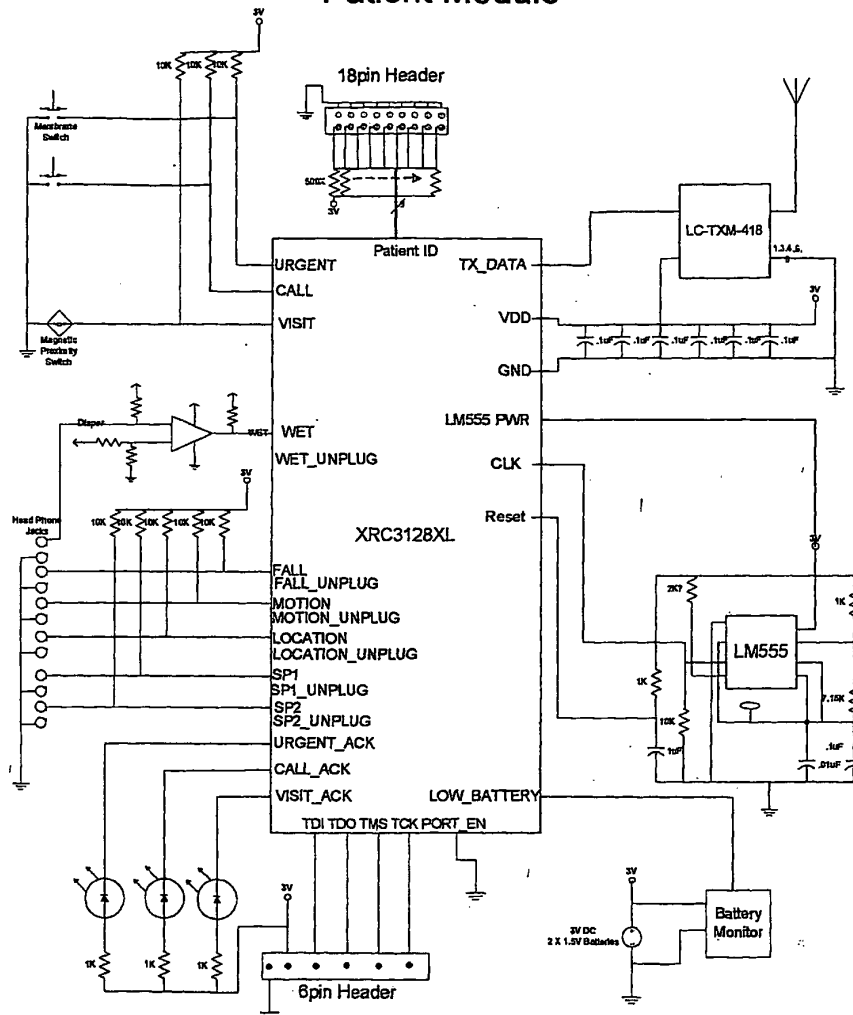 Patient Module
3V
10K 10K 10K
18pin Header
Membrane
Switch
500K
3V
LC-TXM-418
1,3,4,6,
Patient ID
URGENT
TX_DATA
CALL
VISIT
VDD
3V
Magnetic
Proximity
Switch
.1uF .1uF .1uF .1uF .1uF .1uF
GND
LM555 PWR
Diaper
WET
WET
WET_UNPLUG
CLK
3V
Head Phone
Jacks
10K 10K 10K 10K 10K
Reset
XRC3128XL
3V
FALL
FALL_UNPLUG
MOTION
MOTION_UNPLUG
LOCATION
LOCATION_UNPLUG
SP1
SP1_UNPLUG
SP2
SP2_UNPLUG
2K?
1K
LM555
1K
10K
7.15K
1uF
.1uF
.01uF
URGENT_ACK
CALL_ACK
VISIT_ACK
LOW_BATTERY
TDI TDO TMS TCK PORT_EN
3V
3V
3V DC
2 X 1.5V Batteries
Battery
Monitor
1K 1K 1K
6pin Header